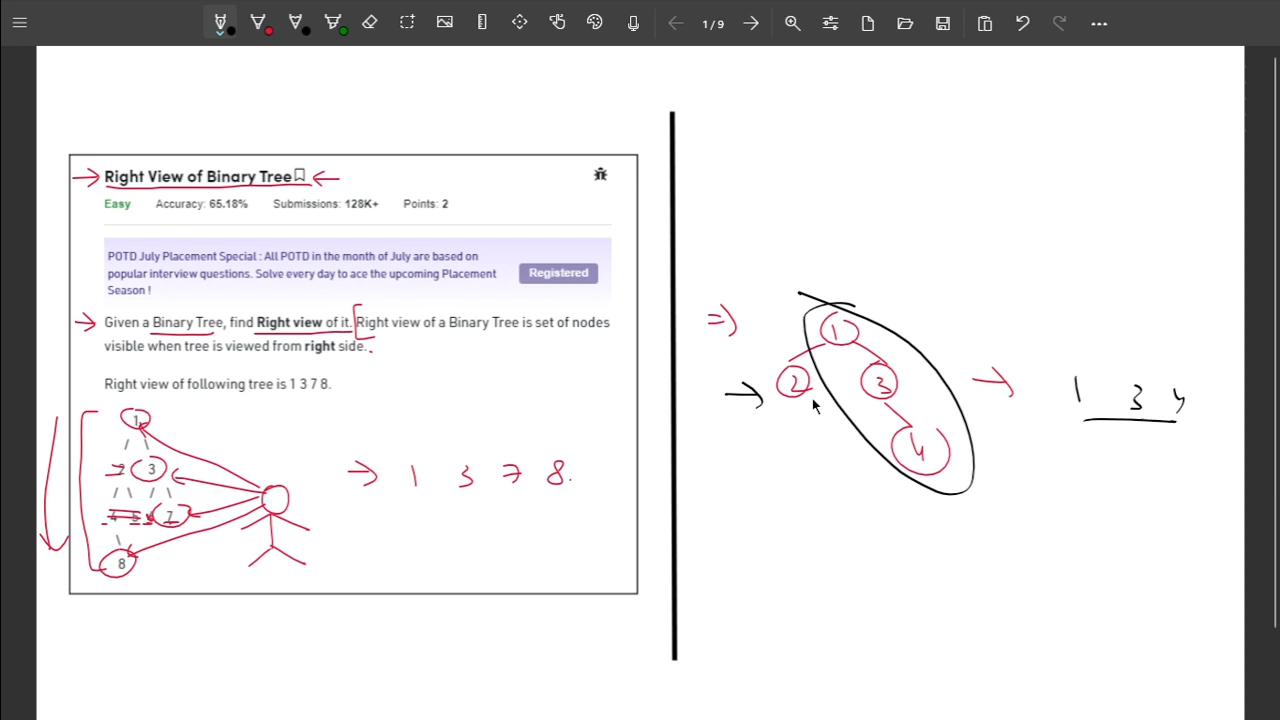 1/9
Right View of Binary Tree
Easy Accuracy: 65.18% Submissions: 128K+ Points: 2
POTD July Placement Special : All POTD in the month of July are based on
popular interview questions. Solve every day to ace the upcoming Placement
Season !
Registered
Given a Binary Tree, find Right view of it. Right view of a Binary Tree is set of nodes
visible when tree is viewed from right side.
Right view of following tree is 1 3 7 8.
1
2 3
4 5 7
8
1 3 7 8.
1
2 3
4
1 3 4